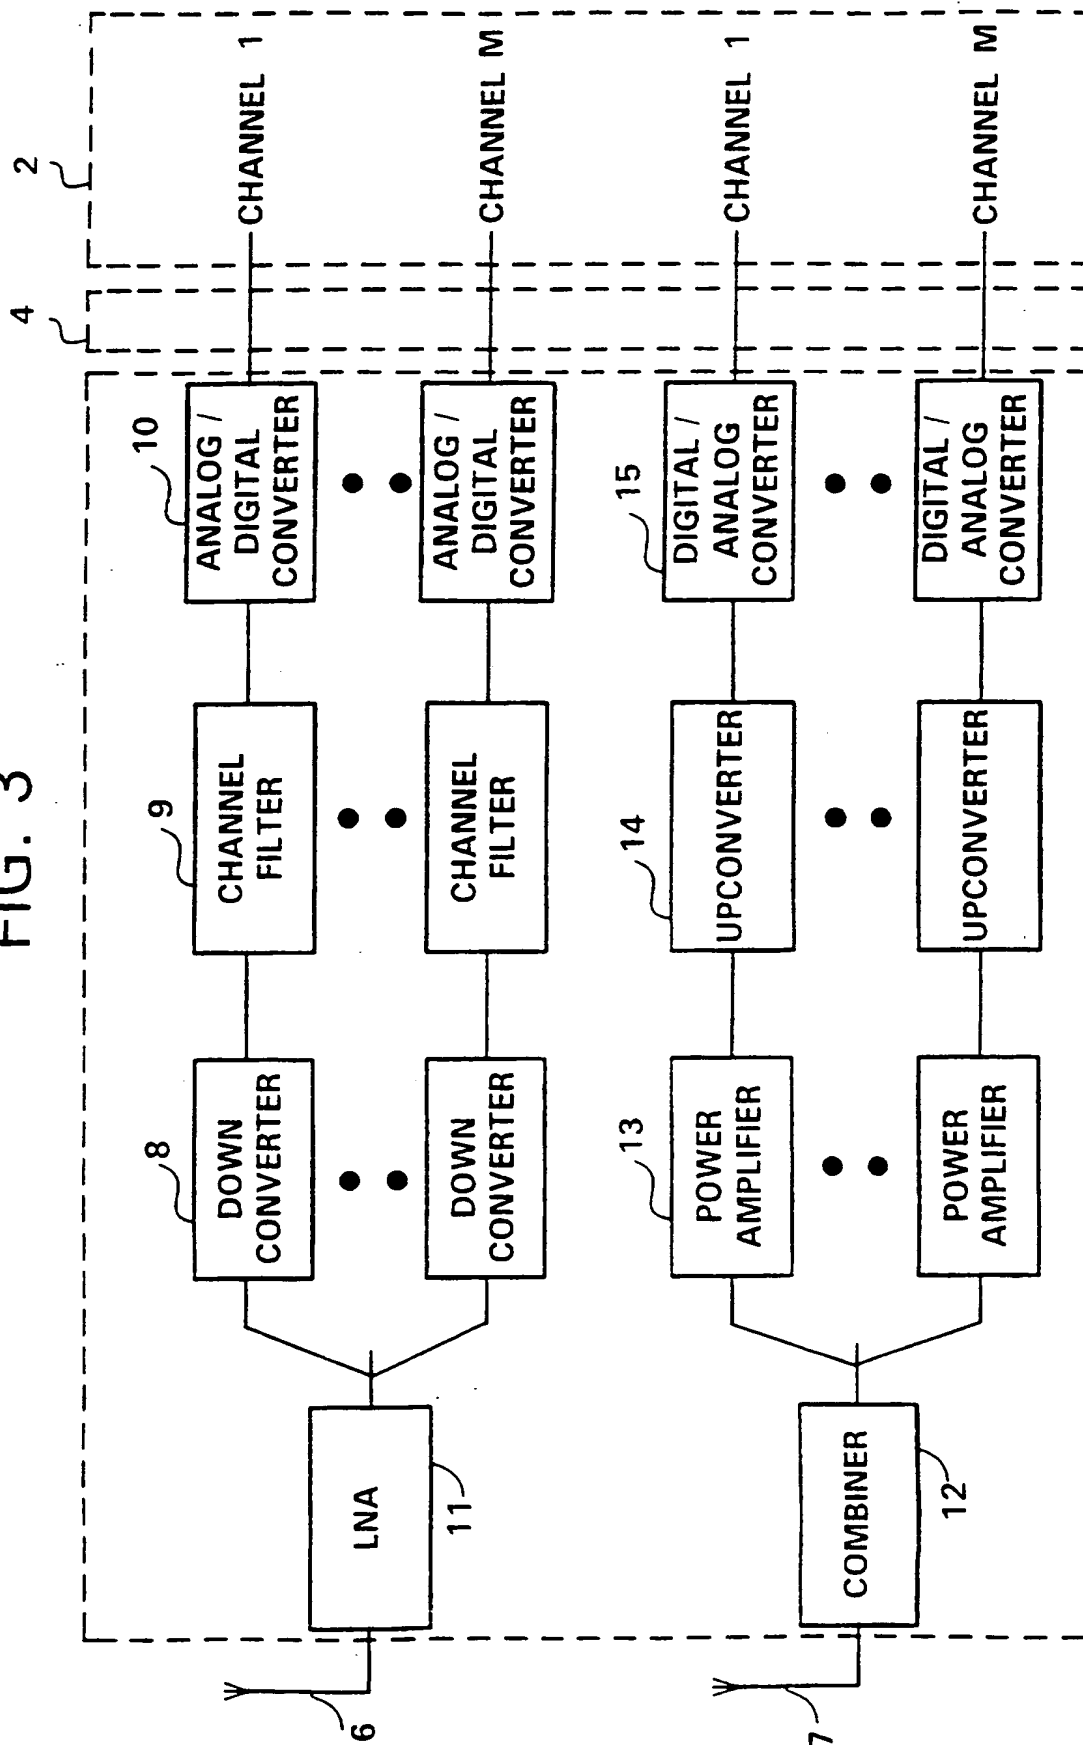 FIG. 3
2
4
10
9
8
ANALOG /
DIGITAL
CONVERTER
CHANNEL 1
CHANNEL
FILTER
DOWN
CONVERTER
LNA
11
6
ANALOG /
DIGITAL
CONVERTER
CHANNEL M
CHANNEL
FILTER
DOWN
CONVERTER
15
14
13
DIGITAL /
ANALOG
CONVERTER
CHANNEL 1
UPCONVERTER
POWER
AMPLIFIER
COMBINER
12
7
DIGITAL /
ANALOG
CONVERTER
CHANNEL M
UPCONVERTER
POWER
AMPLIFIER